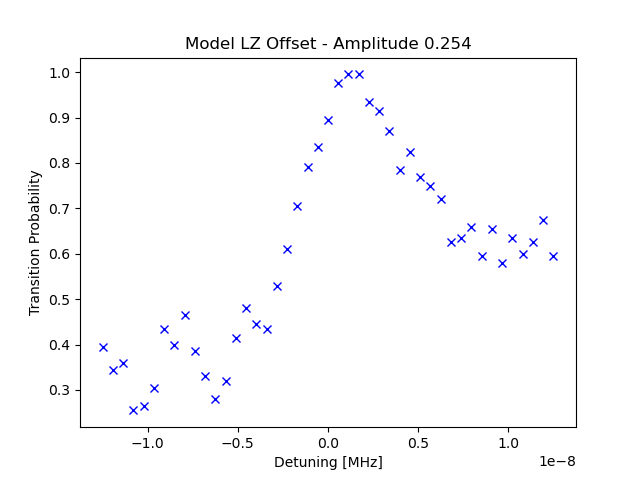 Model LZ Offset - Amplitude 0.254
Transition Probability
1.0
0.9
0.8
0.7
0.6
0.5
0.4
0.3
−1.0 −0.5 0.0 0.5 1.0
1e−8
Detuning [MHz]